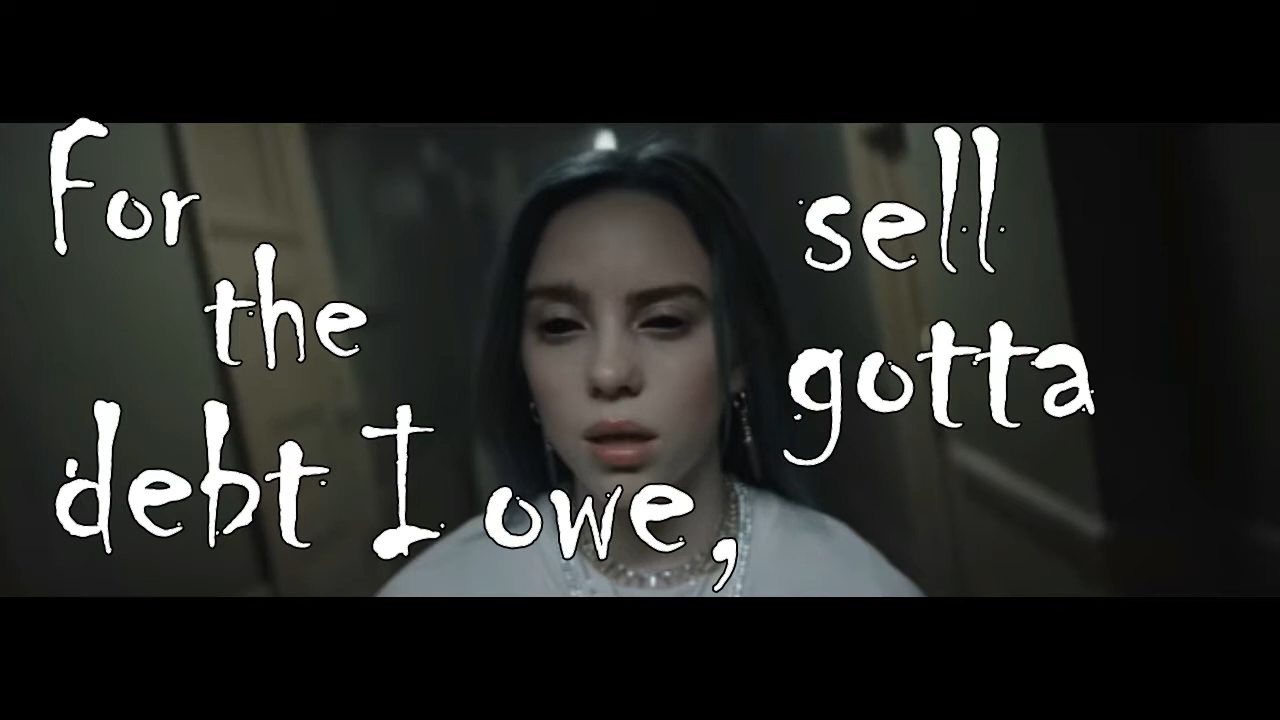 For
the
debt I owe,
sell
gotta